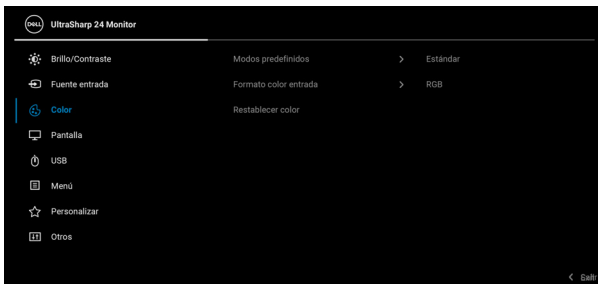 DELL UltraSharp 24 Monitor
Brillo/Contraste Modos predefinidos Estándar
Fuente entrada Formato color entrada RGB
Color Restablecer color
Pantalla
USB
Menú
Personalizar
Otros